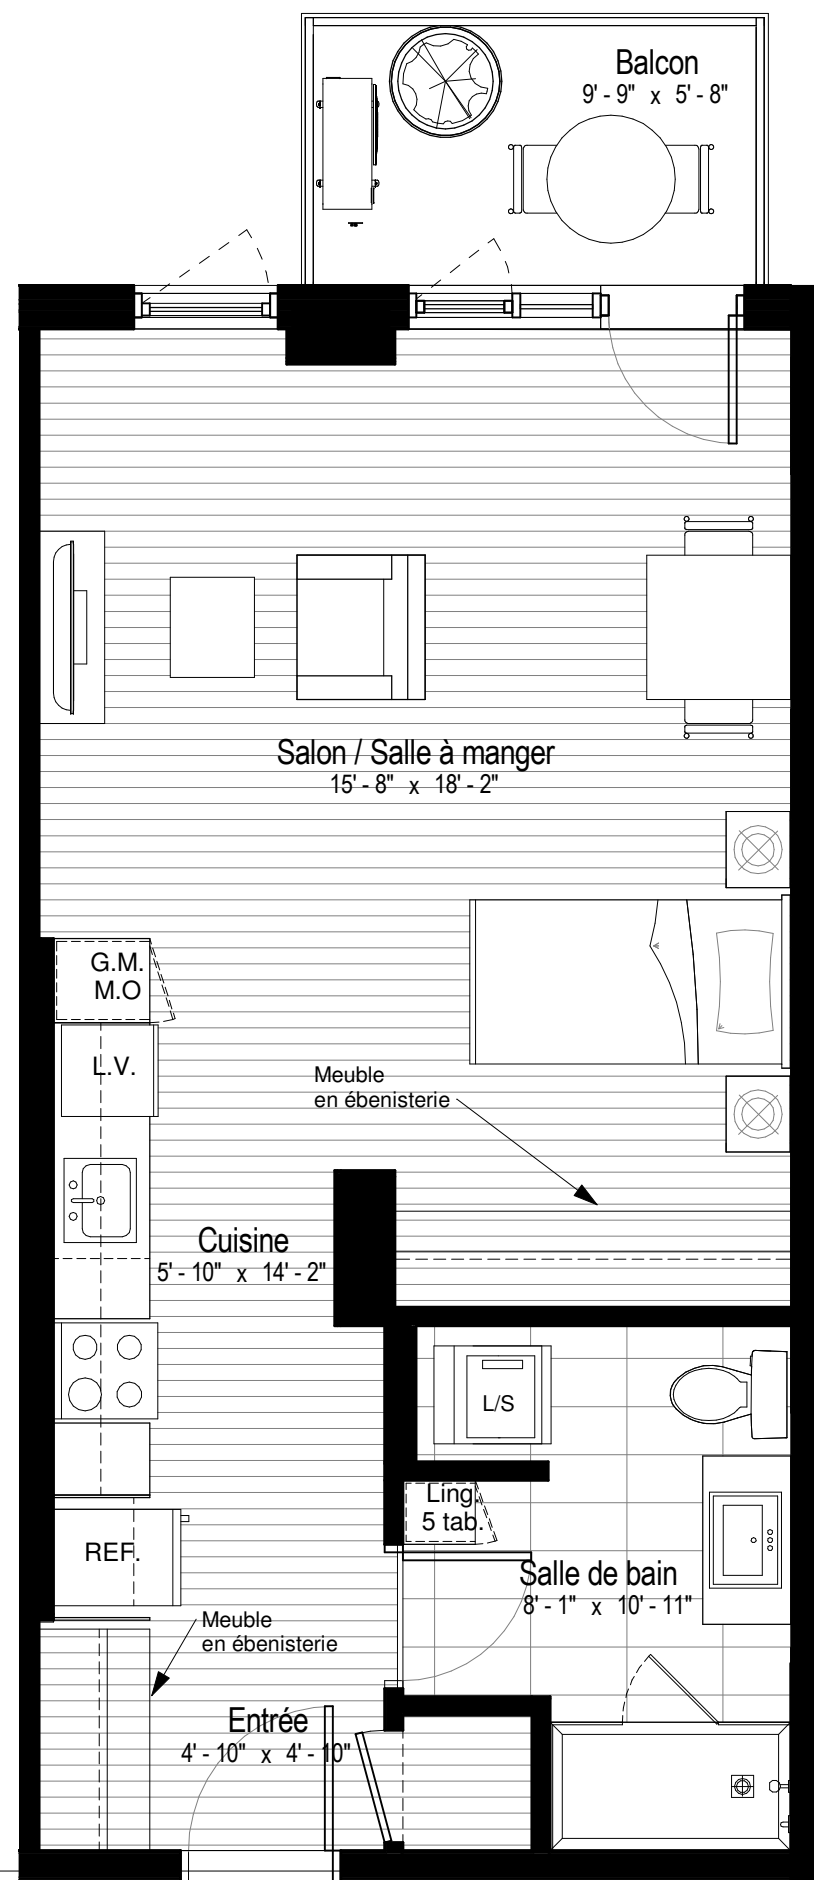 Balcon
9' - 9" x 5' - 8"
Salon / Salle à manger
15' - 8" x 18' - 2"
G.M.
M.O
L.V.
Meuble
en ébenisterie
Cuisine
5' - 10" x 14' - 2"
L/S
Ling.
5 tab.
REF.
Salle de bain
8' - 1" x 10' - 11"
Meuble
en ébenisterie
Entrée
4' - 10" x 4' - 10"